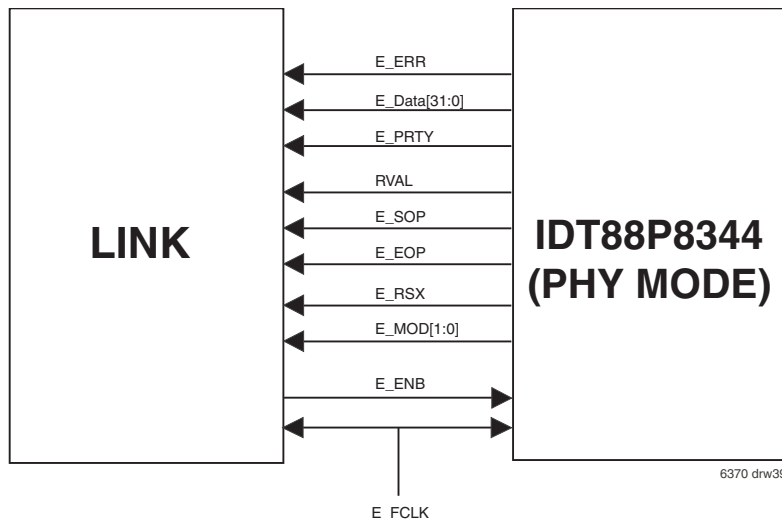 E_ERR
E_Data[31:0]
E_PRTY
RVAL
E_SOP
E_EOP
E_RSX
E_MOD[1:0]
E_ENB
LINK
IDT88P8344
(PHY MODE)
6370 drw39
E_FCLK